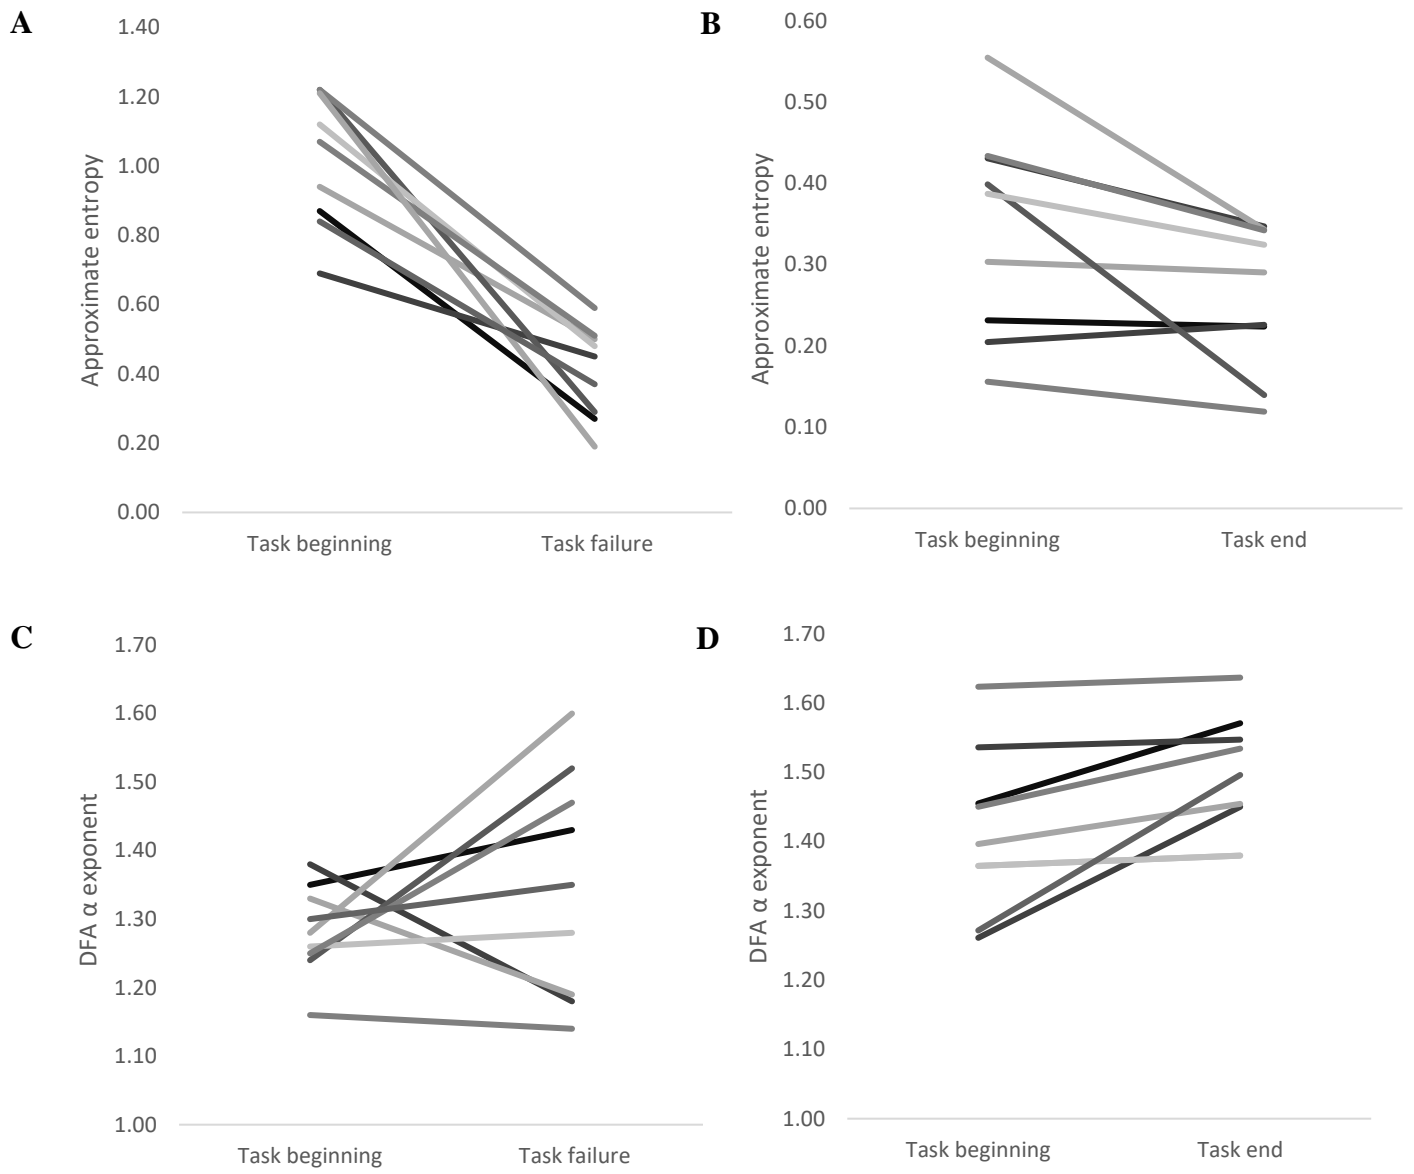 A
Approximate entropy
1.40
1.20
1.00
0.80
0.60
0.40
0.20
0.00
Task beginning
Task failure
B
Approximate entropy
0.60
0.50
0.40
0.30
0.20
0.10
0.00
Task beginning
Task end
C
DFA α exponent
1.70
1.60
1.50
1.40
1.30
1.20
1.10
1.00
Task beginning
Task failure
D
DFA α exponent
1.70
1.60
1.50
1.40
1.30
1.20
1.10
1.00
Task beginning
Task end